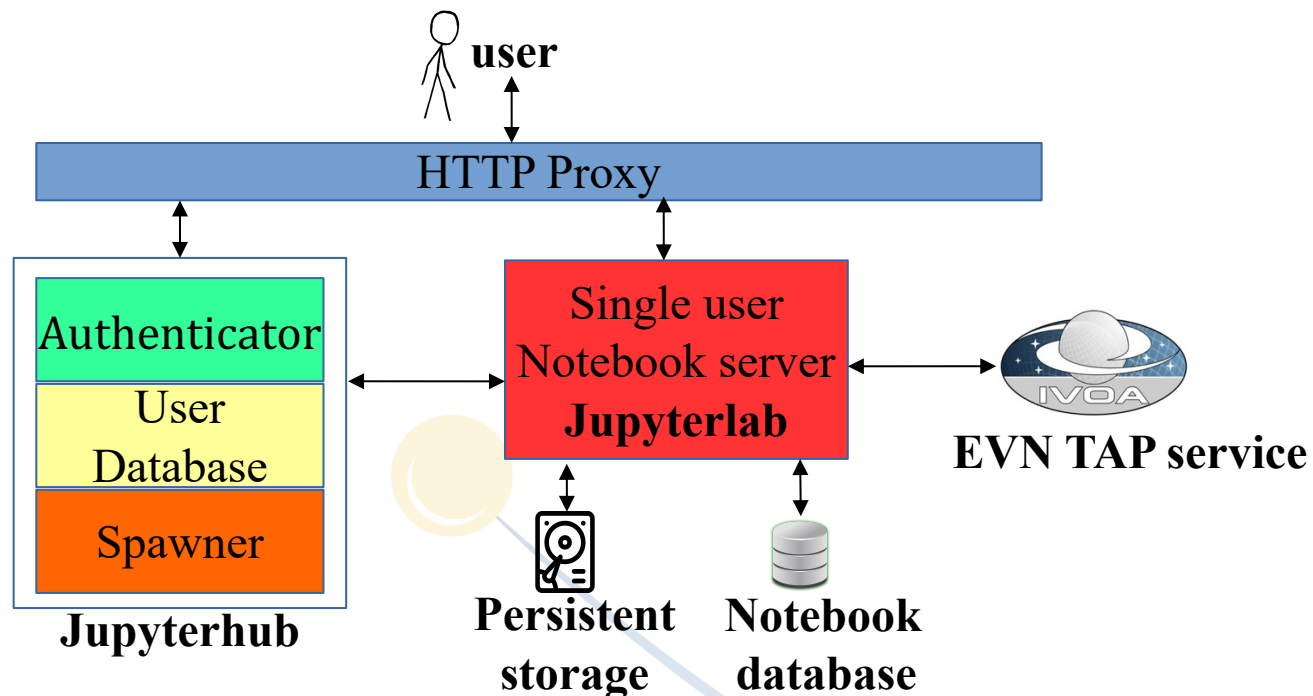 user
HTTP Proxy
Authenticator
User
Database
Spawner
Jupyterhub
Single user
Notebook server
Jupyterlab
IVOA
EVN TAP service
Persistent
storage
Notebook
database